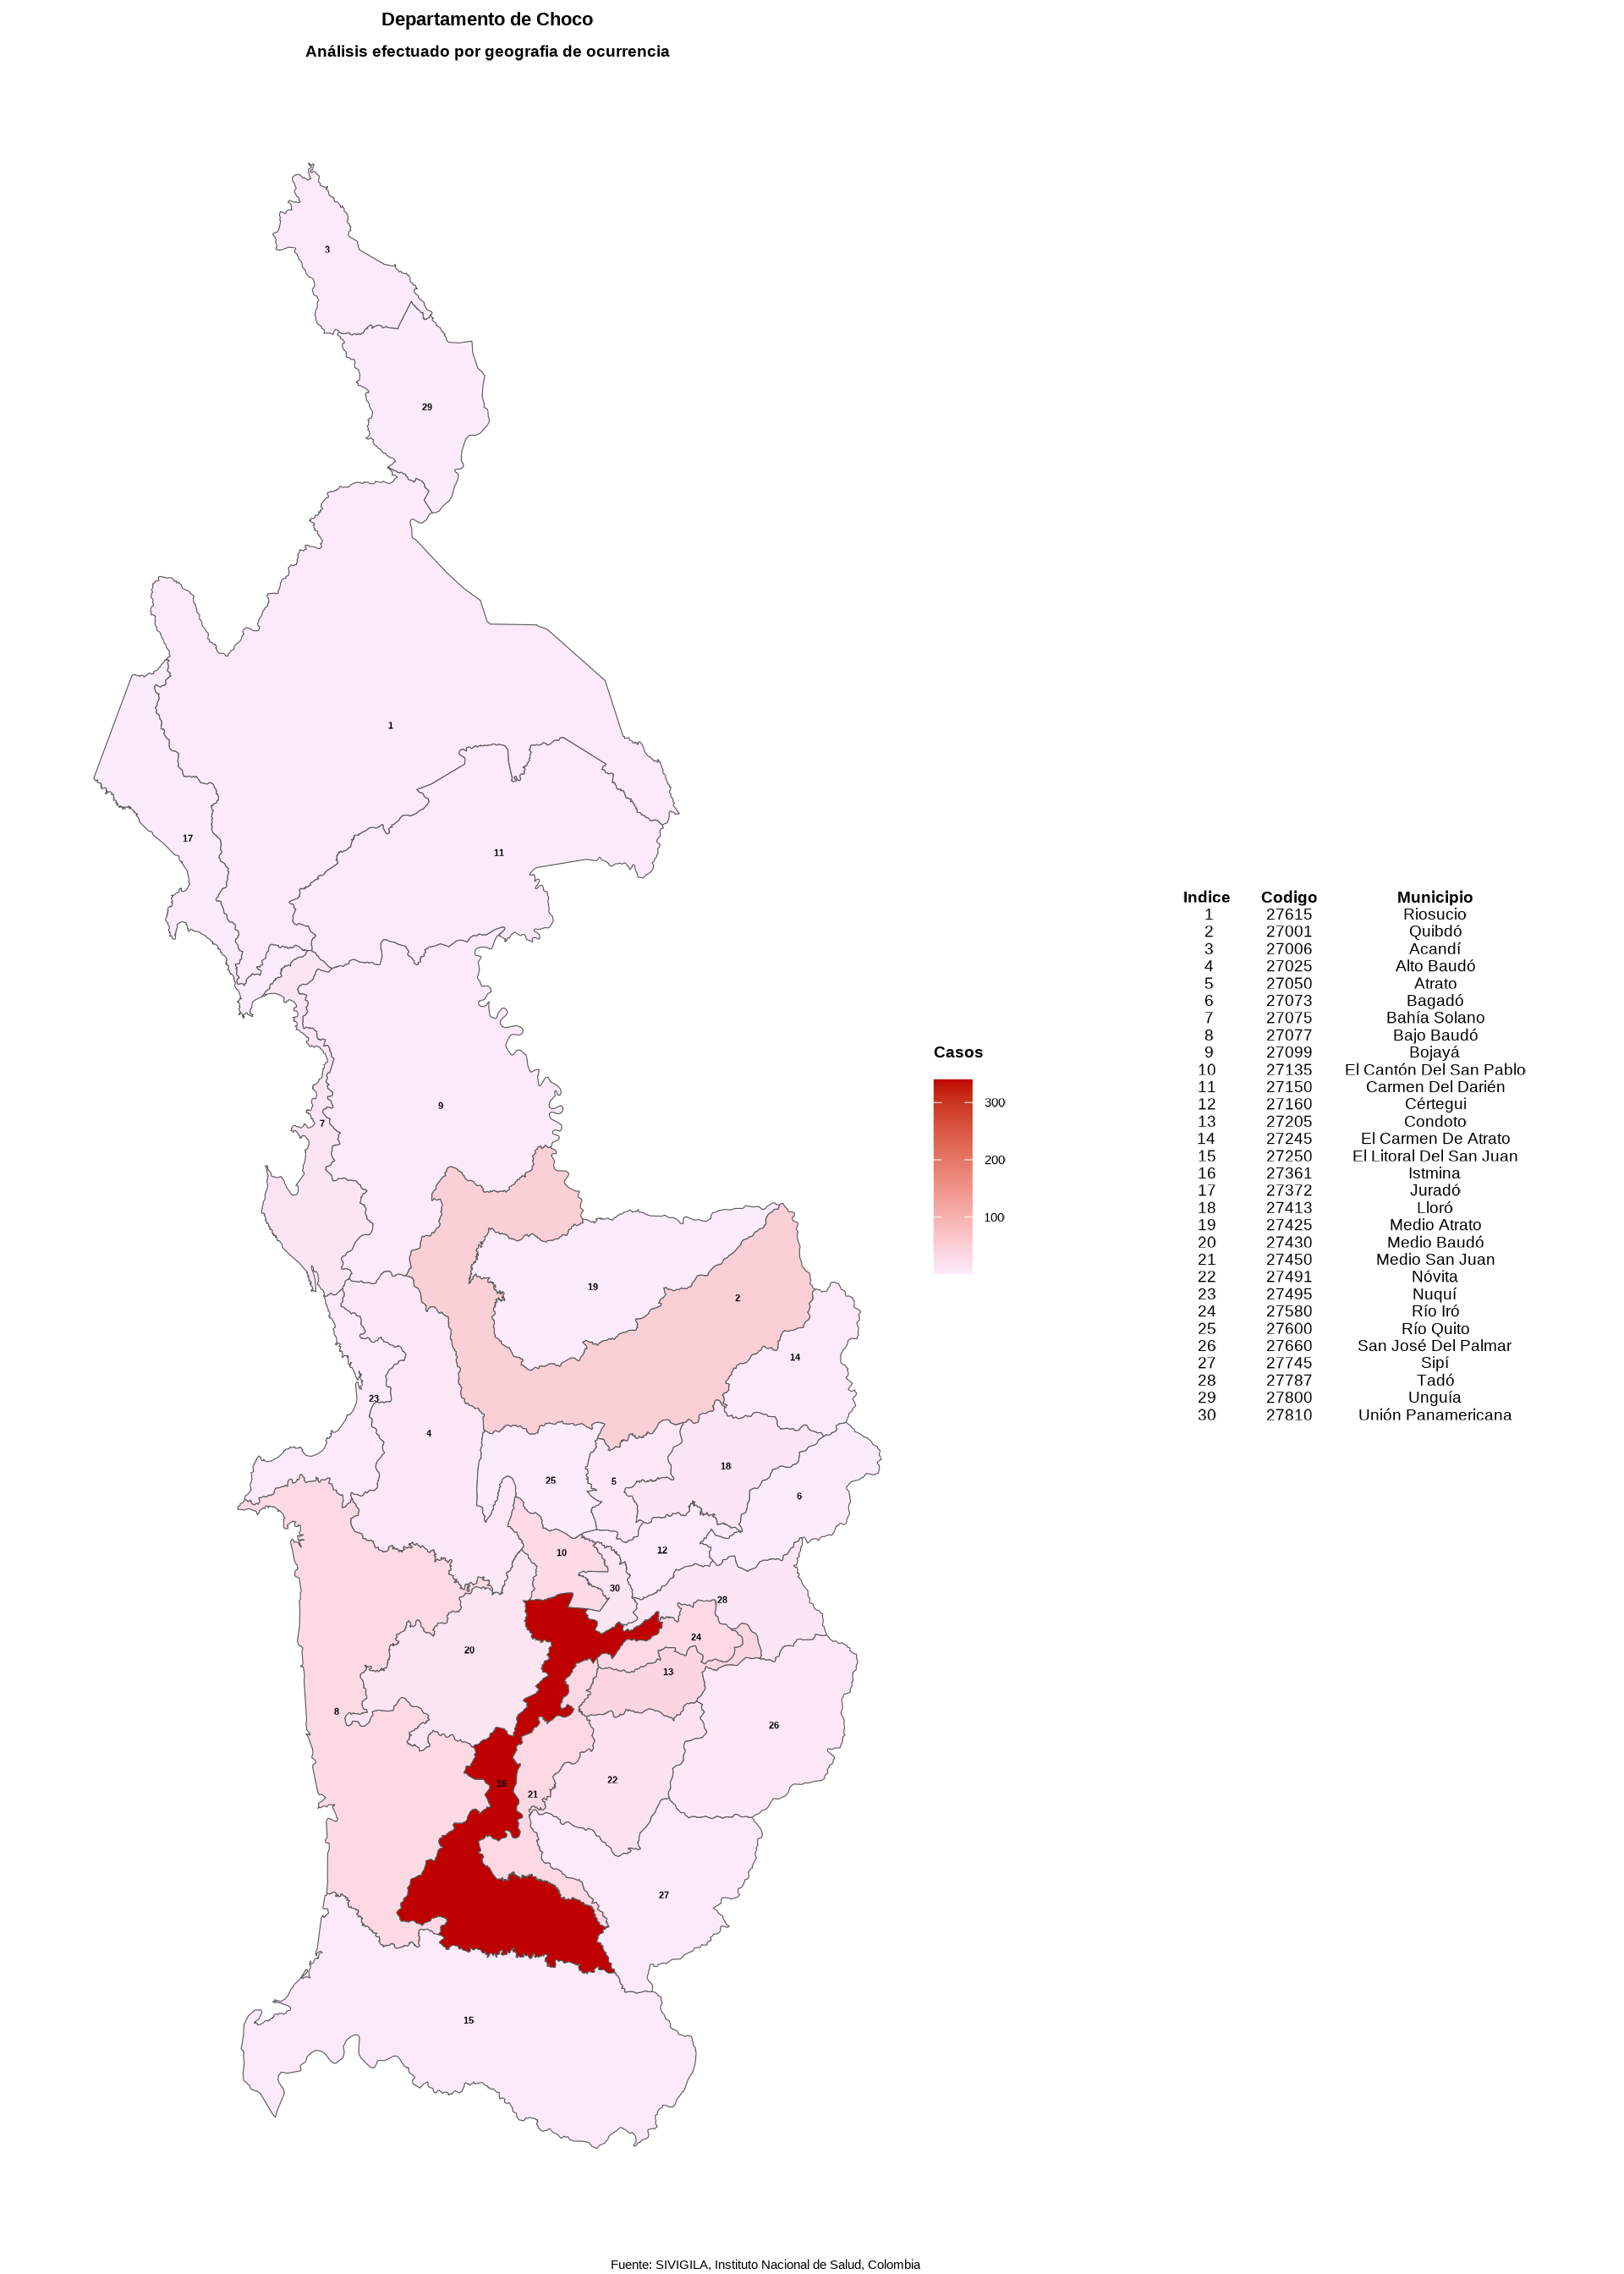 Departamento de Choco
Análisis efectuado por geografia de ocurrencia
3
29
1
17
11
9
7
19
2
14
23
4
18
25
5
6
10
12
30
28
24
20
13
8
26
22
16
21
27
15
Casos
300
200
100
Indice Codigo Municipio
1 27615 Riosucio
2 27001 Quibdó
3 27006 Acandí
4 27025 Alto Baudó
5 27050 Atrato
6 27073 Bagadó
7 27075 Bahía Solano
8 27077 Bajo Baudó
9 27099 Bojayá
10 27135 El Cantón Del San Pablo
11 27150 Carmen Del Darién
12 27160 Cértegui
13 27205 Condoto
14 27245 El Carmen De Atrato
15 27250 El Litoral Del San Juan
16 27361 Istmina
17 27372 Juradó
18 27413 Lloró
19 27425 Medio Atrato
20 27430 Medio Baudó
21 27450 Medio San Juan
22 27491 Nóvita
23 27495 Nuquí
24 27580 Río Iró
25 27600 Río Quito
26 27660 San José Del Palmar
27 27745 Sipí
28 27787 Tadó
29 27800 Unguía
30 27810 Unión Panamericana
Fuente: SIVIGILA, Instituto Nacional de Salud, Colombia